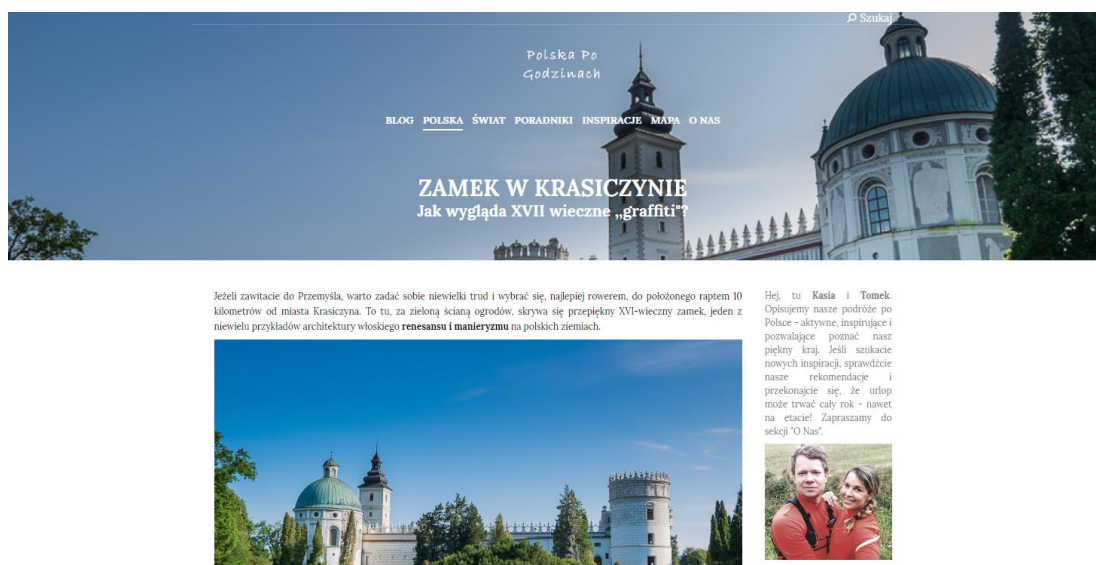 Szukaj
Polska Po
Godzinach
BLOG POLSKA ŚWIAT PORADNIKI INSPIRACJE MAPA O NAS
ZAMEK W KRASICZYNIE
Jak wygląda XVII wieczne ,,graffiti"?
Jeżeli zawitacie do Przemyśla, warto zadać sobie niewielki trud i wybrać się, najlepiej rowerem, do położonego raptem 10
kilometrów od miasta Krasiczyna. To tu, za zieloną ścianą ogrodów, skrywa się przepiękny XVI-wieczny zamek, jeden z
niewielu przykładów architektury włoskiego renesansu i manieryzmu na polskich ziemiach.
Hej, tu Kasia i Tomek.
Opisujemy nasze podróże po
Polsce - aktywne, inspirujące i
pozwalające poznać nasz
piękny kraj. Jeśli szukacie
nowych inspiracji, sprawdźcie
nasze rekomendacje i
przekonajcie się, że urlop
może trwać cały rok - nawet
na etacie! Zapraszamy do
sekcji "O Nas".